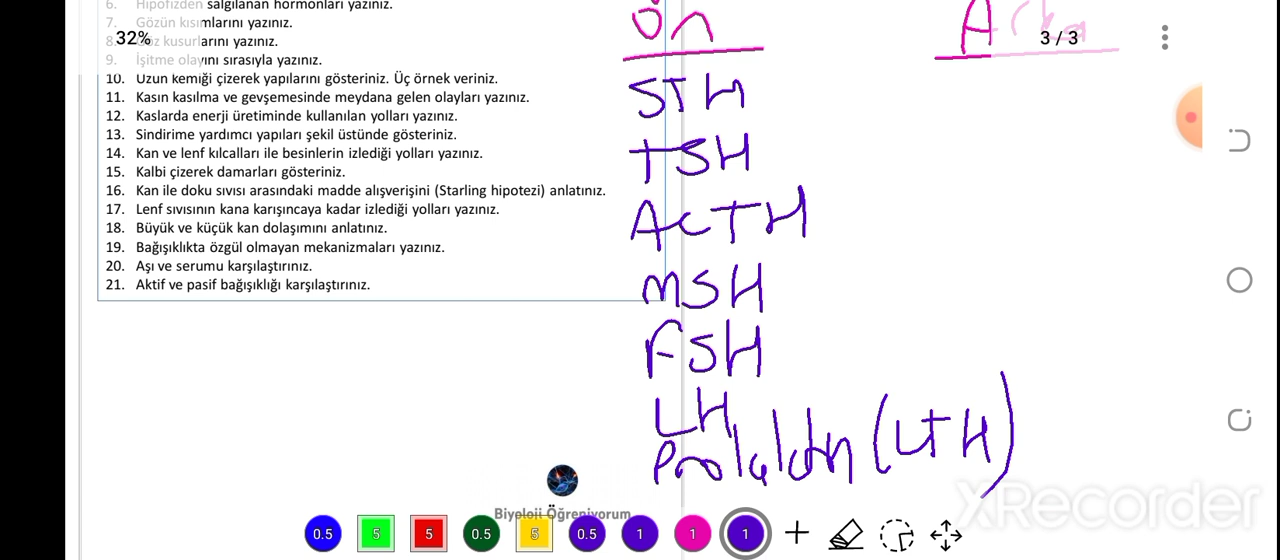 6. Hipofizden salgılanan hormonları yazınız.
7. Gözün kısımlarını yazınız.
8. Göz kusurlarını yazınız.
9. İşitme olayını sırasıyla yazınız.
10. Uzun kemiği çizerek yapılarını gösteriniz. Üç örnek veriniz.
11. Kasın kasılma ve gevşemesinde meydana gelen olayları yazınız.
12. Kaslarda enerji üretiminde kullanılan yolları yazınız.
13. Sindirime yardımcı yapıları şekil üstünde gösteriniz.
14. Kan ve lenf kılcalları ile besinlerin izlediği yolları yazınız.
15. Kalbi çizerek damarları gösteriniz.
16. Kan ile doku sıvısı arasındaki madde alışverişini (Starling hipotezi) anlatınız.
17. Lenf sıvısının kana karışıncaya kadar izlediği yolları yazınız.
18. Büyük ve küçük kan dolaşımını anlatınız.
19. Bağışıklıkta özgül olmayan mekanizmaları yazınız.
20. Aşı ve serumu karşılaştırınız.
21. Aktif ve pasif bağışıklığı karşılaştırınız.
32%
3 / 3
Ön
Arka
STH
TSH
ACTH
MSH
FSH
LH
Prolaktin (LTH)
Biyoloji Öğreniyorum
XRecorder
0.5 5 5 0.5 5 0.5 1 1 1